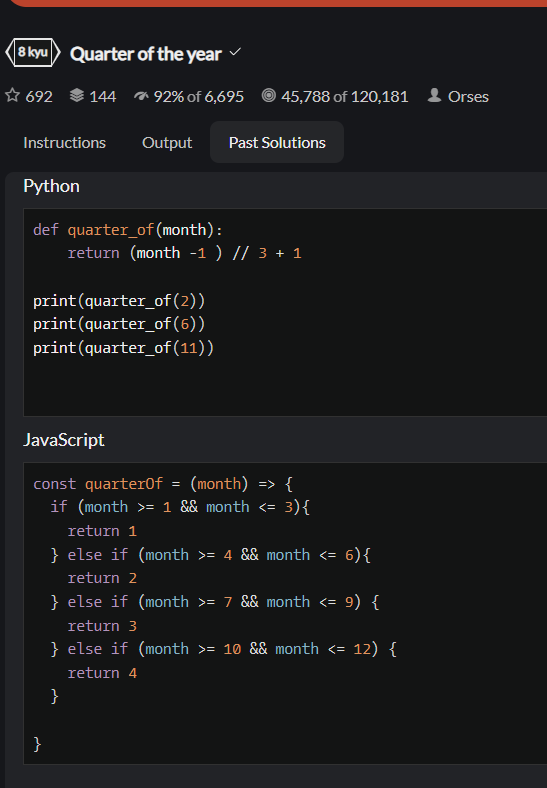 8 kyu Quarter of the year
692 144 92% of 6,695 45,788 of 120,181 Orses
Instructions Output Past Solutions
Python
def quarter_of(month):
    return (month -1 ) // 3 + 1
print(quarter_of(2))
print(quarter_of(6))
print(quarter_of(11))
JavaScript
const quarterOf = (month) => {
  if (month >= 1 && month <= 3){
    return 1
  } else if (month >= 4 && month <= 6){
    return 2
  } else if (month >= 7 && month <= 9) {
    return 3
  } else if (month >= 10 && month <= 12) {
    return 4
  }
}